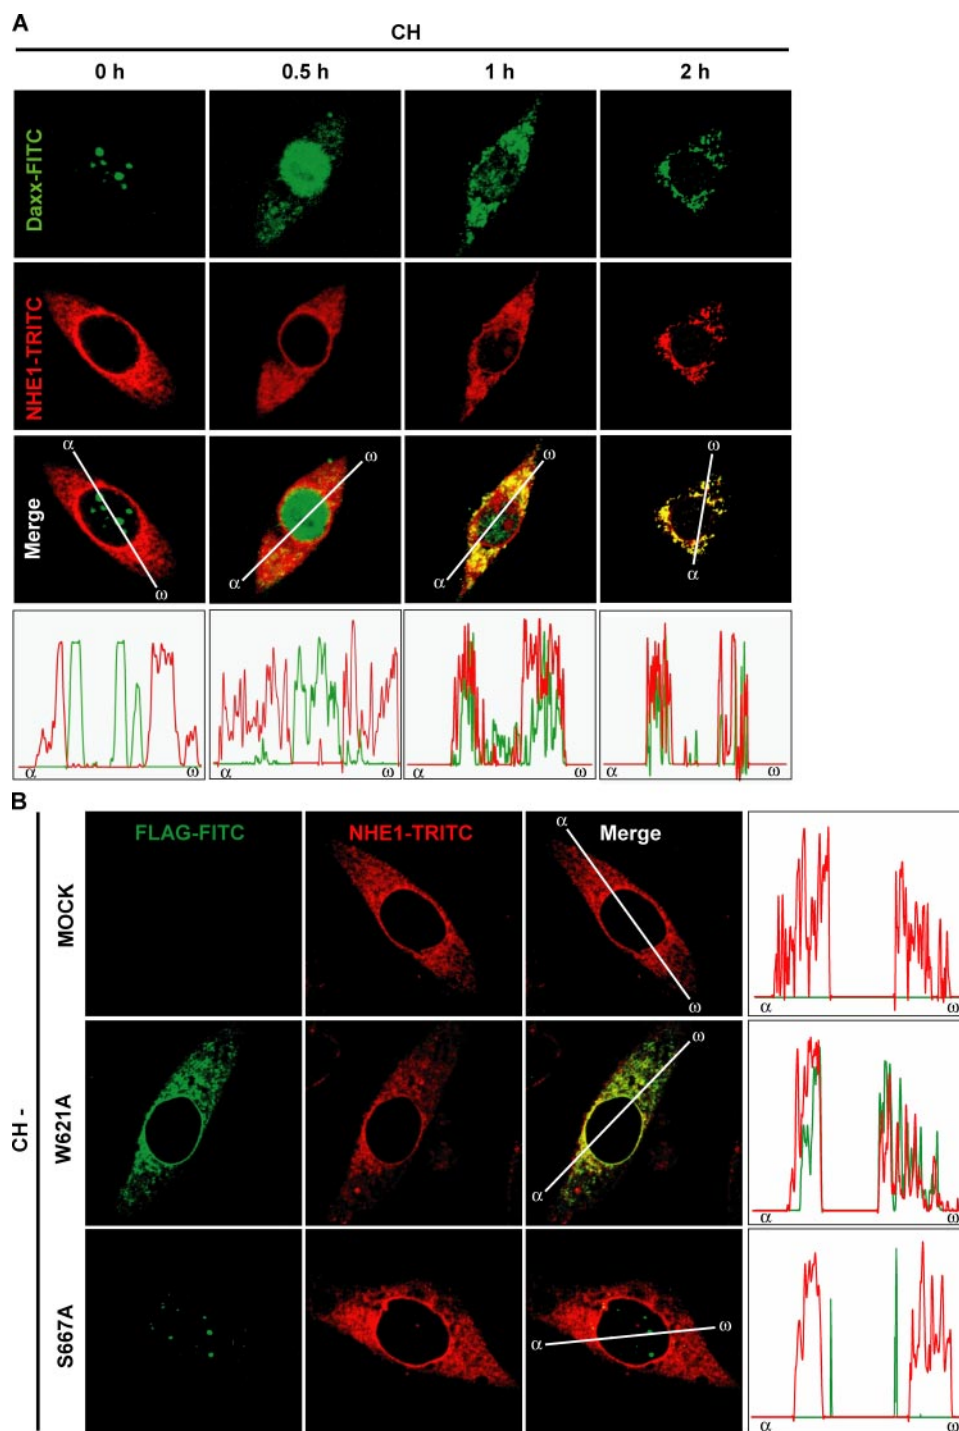 A
CH
0 h 0.5 h 1 h 2 h
Daxx-FITC
NHE1-TRITC
Merge
α ω α ω α ω α ω
α ω α ω α ω α ω
B
FLAG-FITC NHE1-TRITC Merge
CH -
MOCK
α ω α ω
W621A
α ω α ω
S667A
α ω α ω